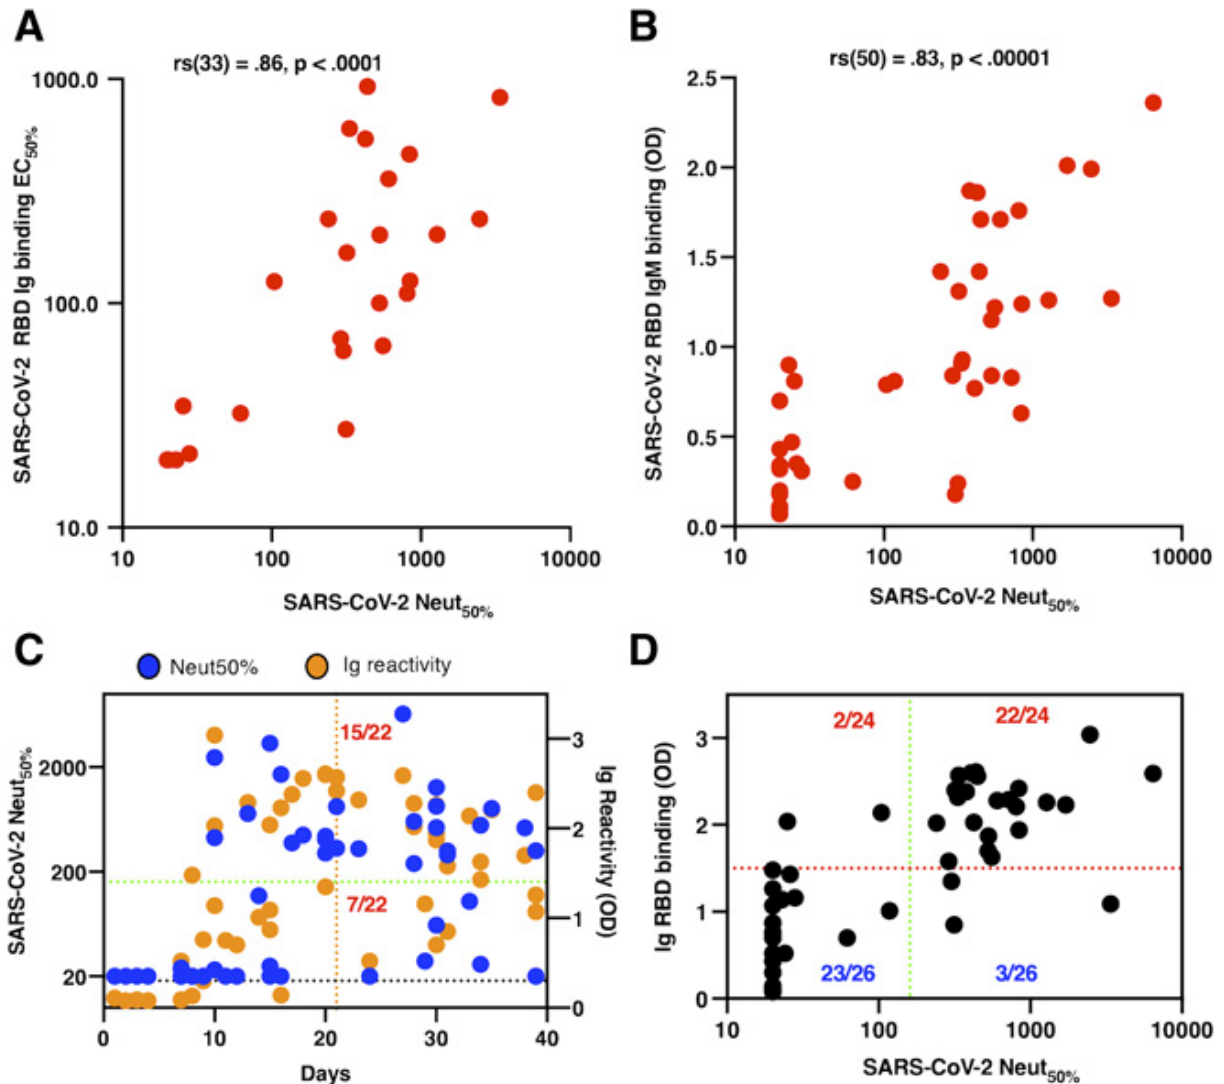 A
rs(33) = .86, p < .0001
SARS-CoV-2 RBD Ig binding EC50%
1000.0
100.0
10.0
10 100 1000 10000
SARS-CoV-2 Neut50%
B
rs(50) = .83, p < .00001
SARS-CoV-2 RBD IgM binding (OD)
2.5
2.0
1.5
1.0
0.5
0.0
10 100 1000 10000
SARS-CoV-2 Neut50%
C
Neut50% Ig reactivity
SARS-CoV-2 Neut50%
2000
200
20
15/22
7/22
3
2
1
0
Ig Reactivity (OD)
0 10 20 30 40
Days
D
Ig RBD binding (OD)
3
2
1
0
2/24 22/24
23/26 3/26
10 100 1000 10000
SARS-CoV-2 Neut50%